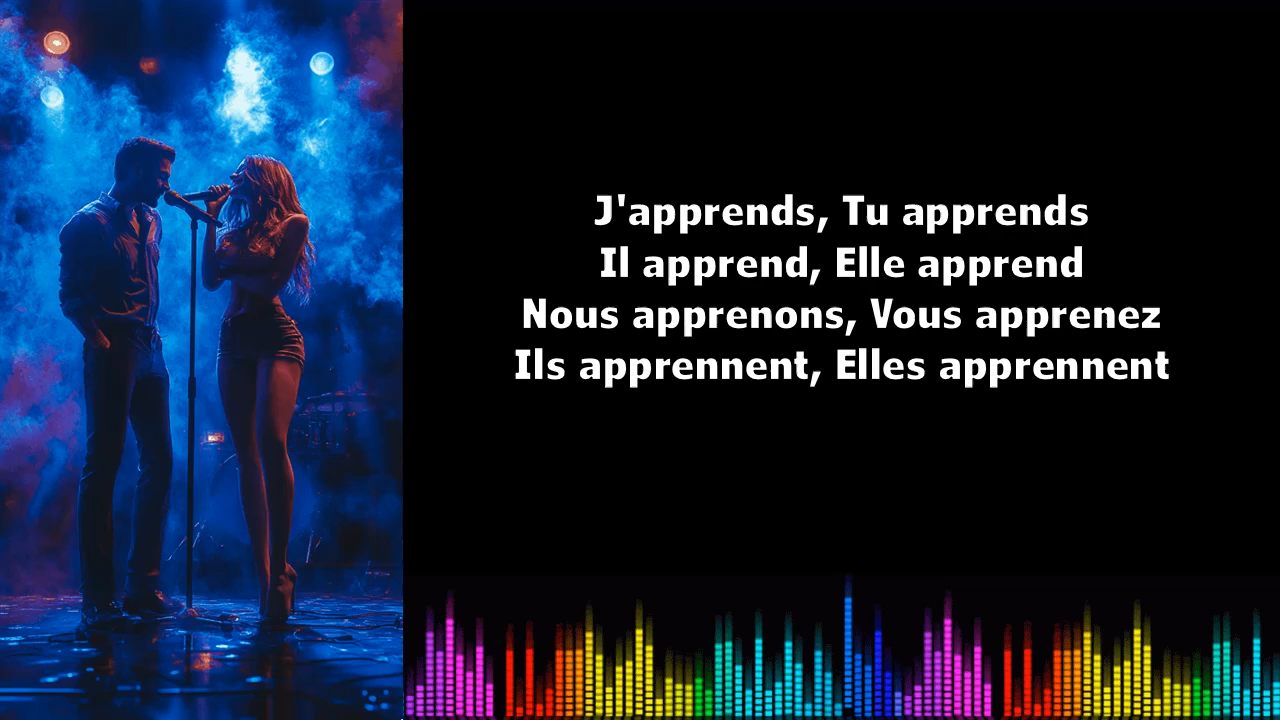 J'apprends, Tu apprends
Il apprend, Elle apprend
Nous apprenons, Vous apprenez
Ils apprennent, Elles apprennent